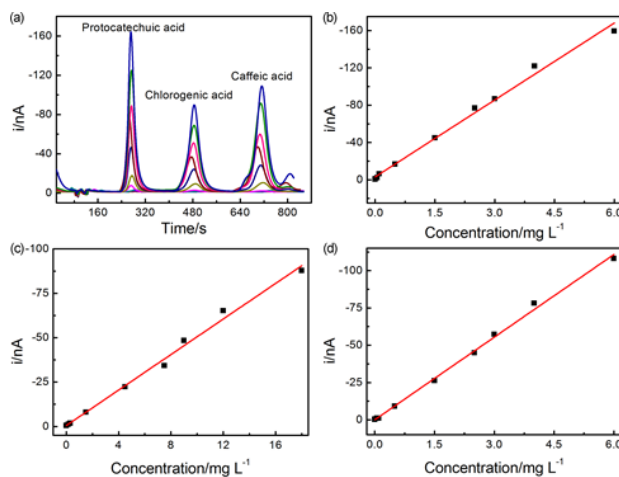 (a)
Protocatechuic acid
Chlorogenic acid
Caffeic acid
-160
-120
-80
-40
0
i/nA
160 320 480 640 800
Time/s
(b)
-160
-120
-80
-40
0
i/nA
0.0 1.5 3.0 4.5 6.0
Concentration/mg L⁻¹
(c)
-100
-75
-50
-25
0
i/nA
0 4 8 12 16
Concentration/mg L⁻¹
(d)
-100
-75
-50
-25
0
i/nA
0.0 1.5 3.0 4.5 6.0
Concentration/mg L⁻¹